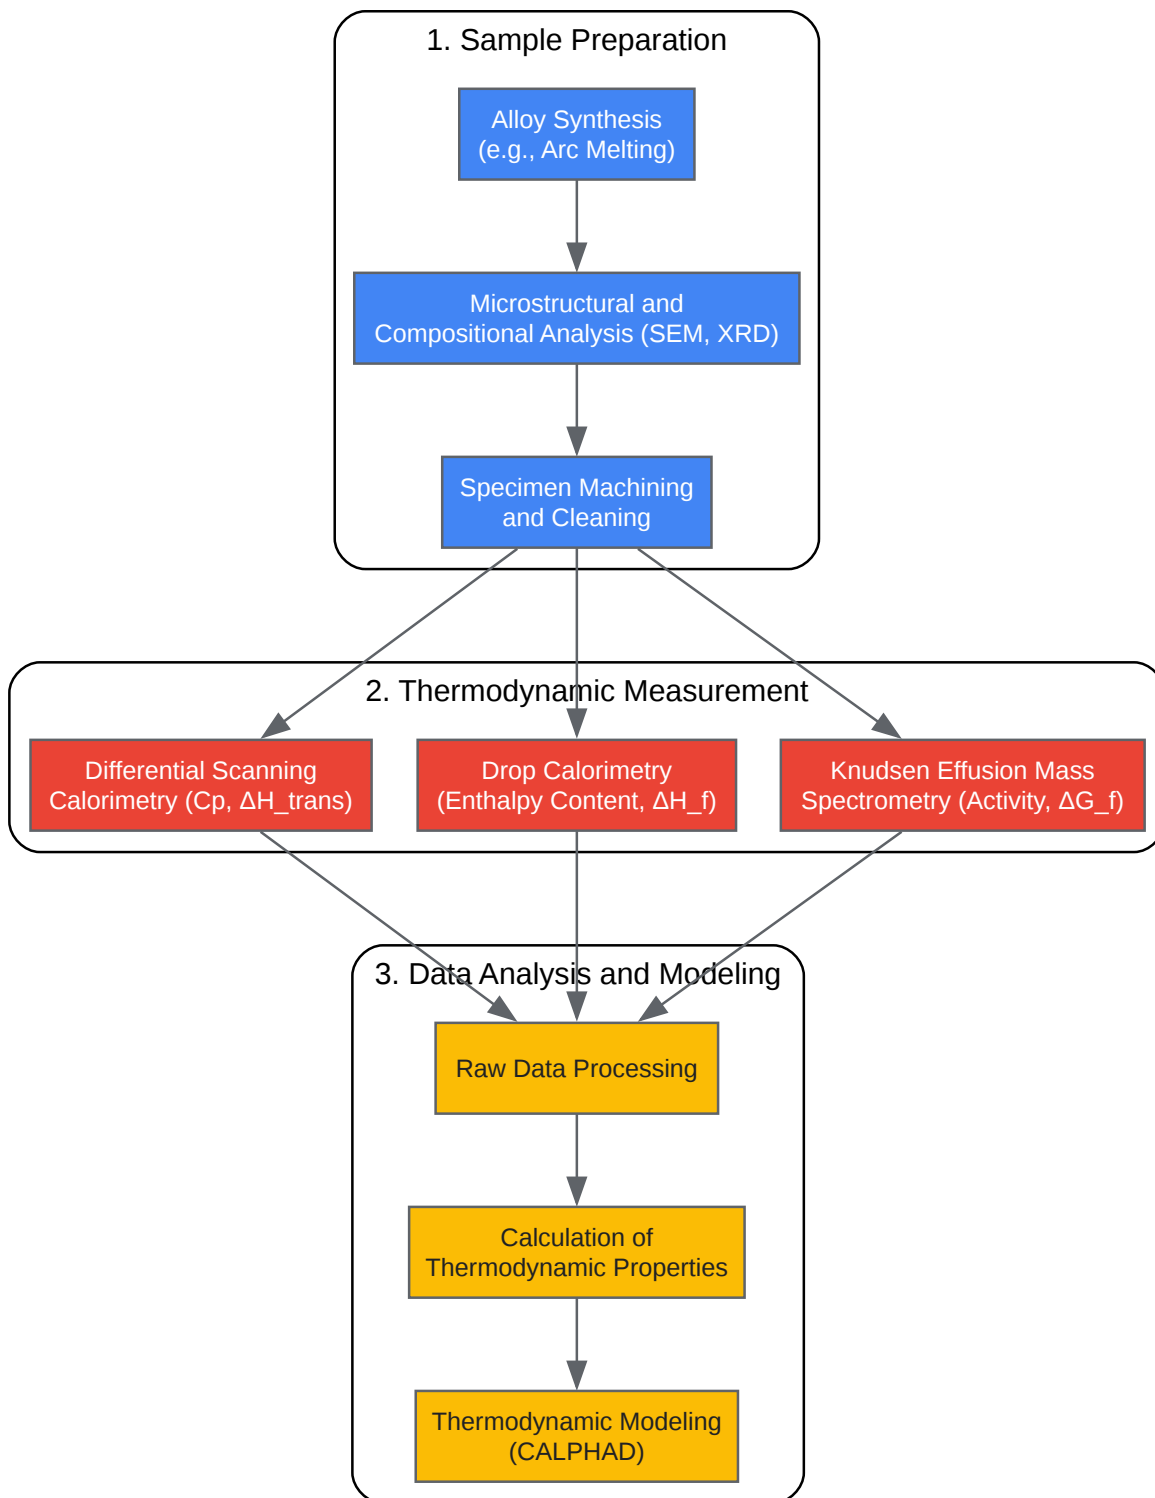 1. Sample Preparation
Alloy Synthesis
(e.g., Arc Melting)
Microstructural and
Compositional Analysis (SEM, XRD)
Specimen Machining
and Cleaning
2. Thermodynamic Measurement
Differential Scanning
Calorimetry (Cp, ΔH_trans)
Drop Calorimetry
(Enthalpy Content, ΔH_f)
Knudsen Effusion Mass
Spectrometry (Activity, ΔG_f)
3. Data Analysis and Modeling
Raw Data Processing
Calculation of
Thermodynamic Properties
Thermodynamic Modeling
(CALPHAD)